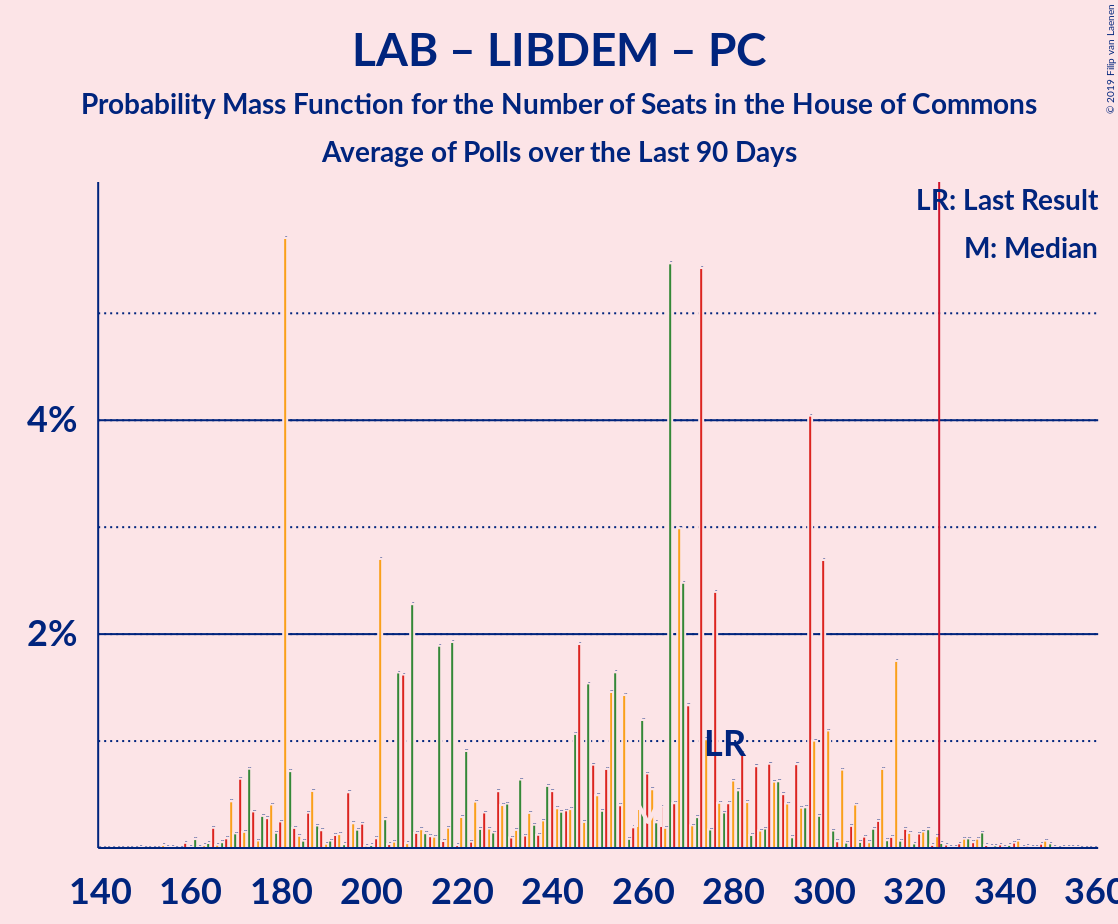 LAB – LIBDEM – PC
Probability Mass Function for the Number of Seats in the House of Commons
Average of Polls over the Last 90 Days
© 2019 Filip van Laenen
LR: Last Result
M: Median
4%
2%
LR
M
140 160 180 200 220 240 260 280 300 320 340 360